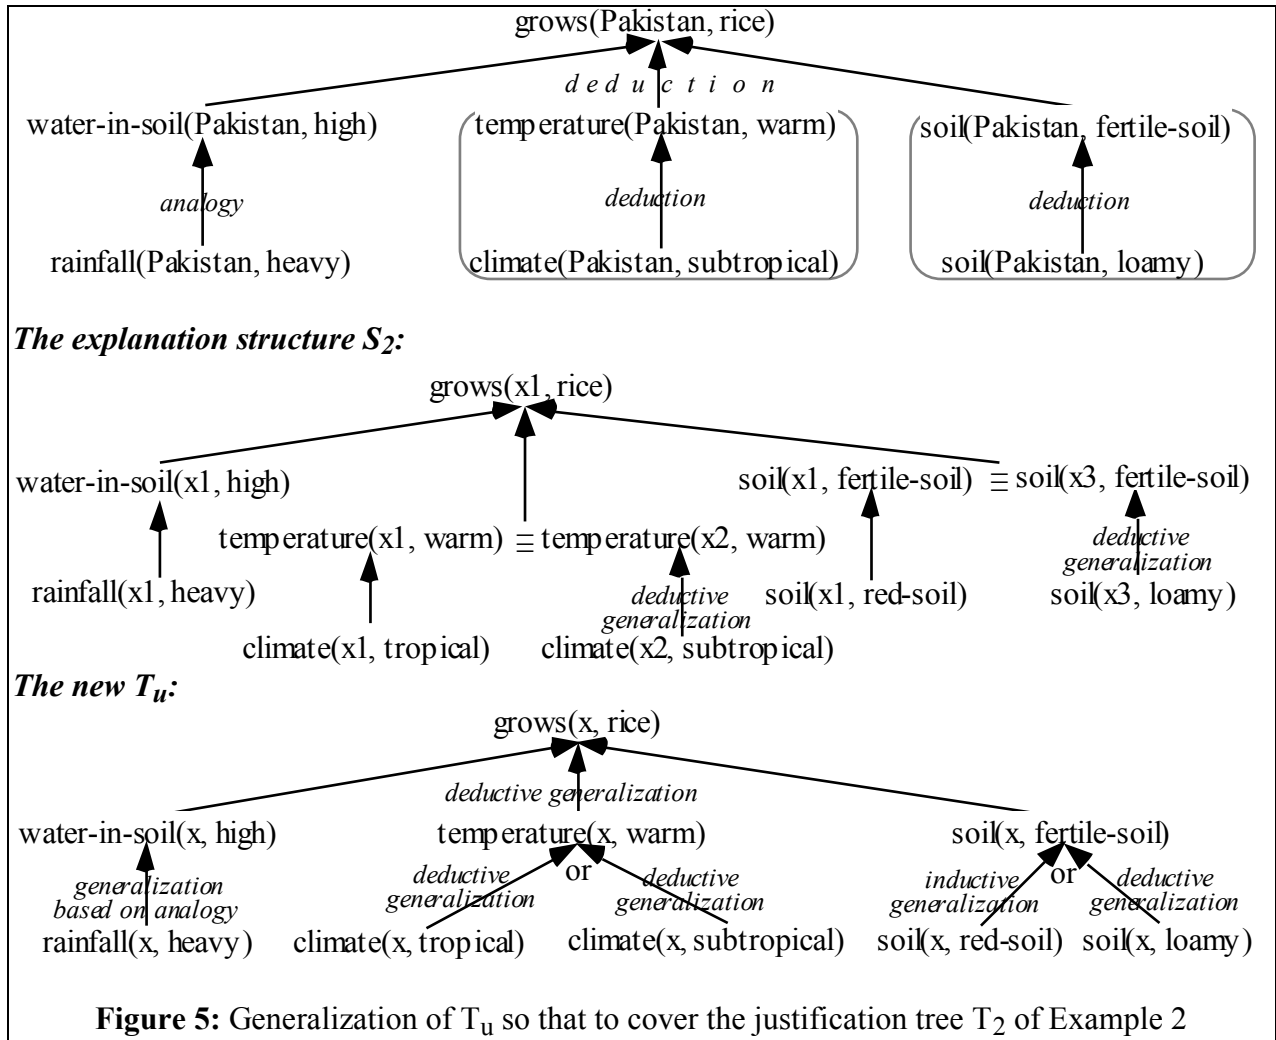 grows(Pakistan, rice)
deduction
water-in-soil(Pakistan, high) temperature(Pakistan, warm) soil(Pakistan, fertile-soil)
analogy deduction deduction
rainfall(Pakistan, heavy) climate(Pakistan, subtropical) soil(Pakistan, loamy)
The explanation structure S2:
grows(x1, rice)
water-in-soil(x1, high) soil(x1, fertile-soil) ≡ soil(x3, fertile-soil)
temperature(x1, warm) ≡ temperature(x2, warm)
deductive
generalization
rainfall(x1, heavy) soil(x1, red-soil) soil(x3, loamy)
deductive
generalization
climate(x1, tropical) climate(x2, subtropical)
The new Tu:
grows(x, rice)
deductive generalization
water-in-soil(x, high) temperature(x, warm) soil(x, fertile-soil)
or or
generalization
based on analogy
deductive
generalization
deductive
generalization
inductive
generalization
deductive
generalization
rainfall(x, heavy) climate(x, tropical) climate(x, subtropical) soil(x, red-soil) soil(x, loamy)
Figure 5: Generalization of Tu so that to cover the justification tree T2 of Example 2